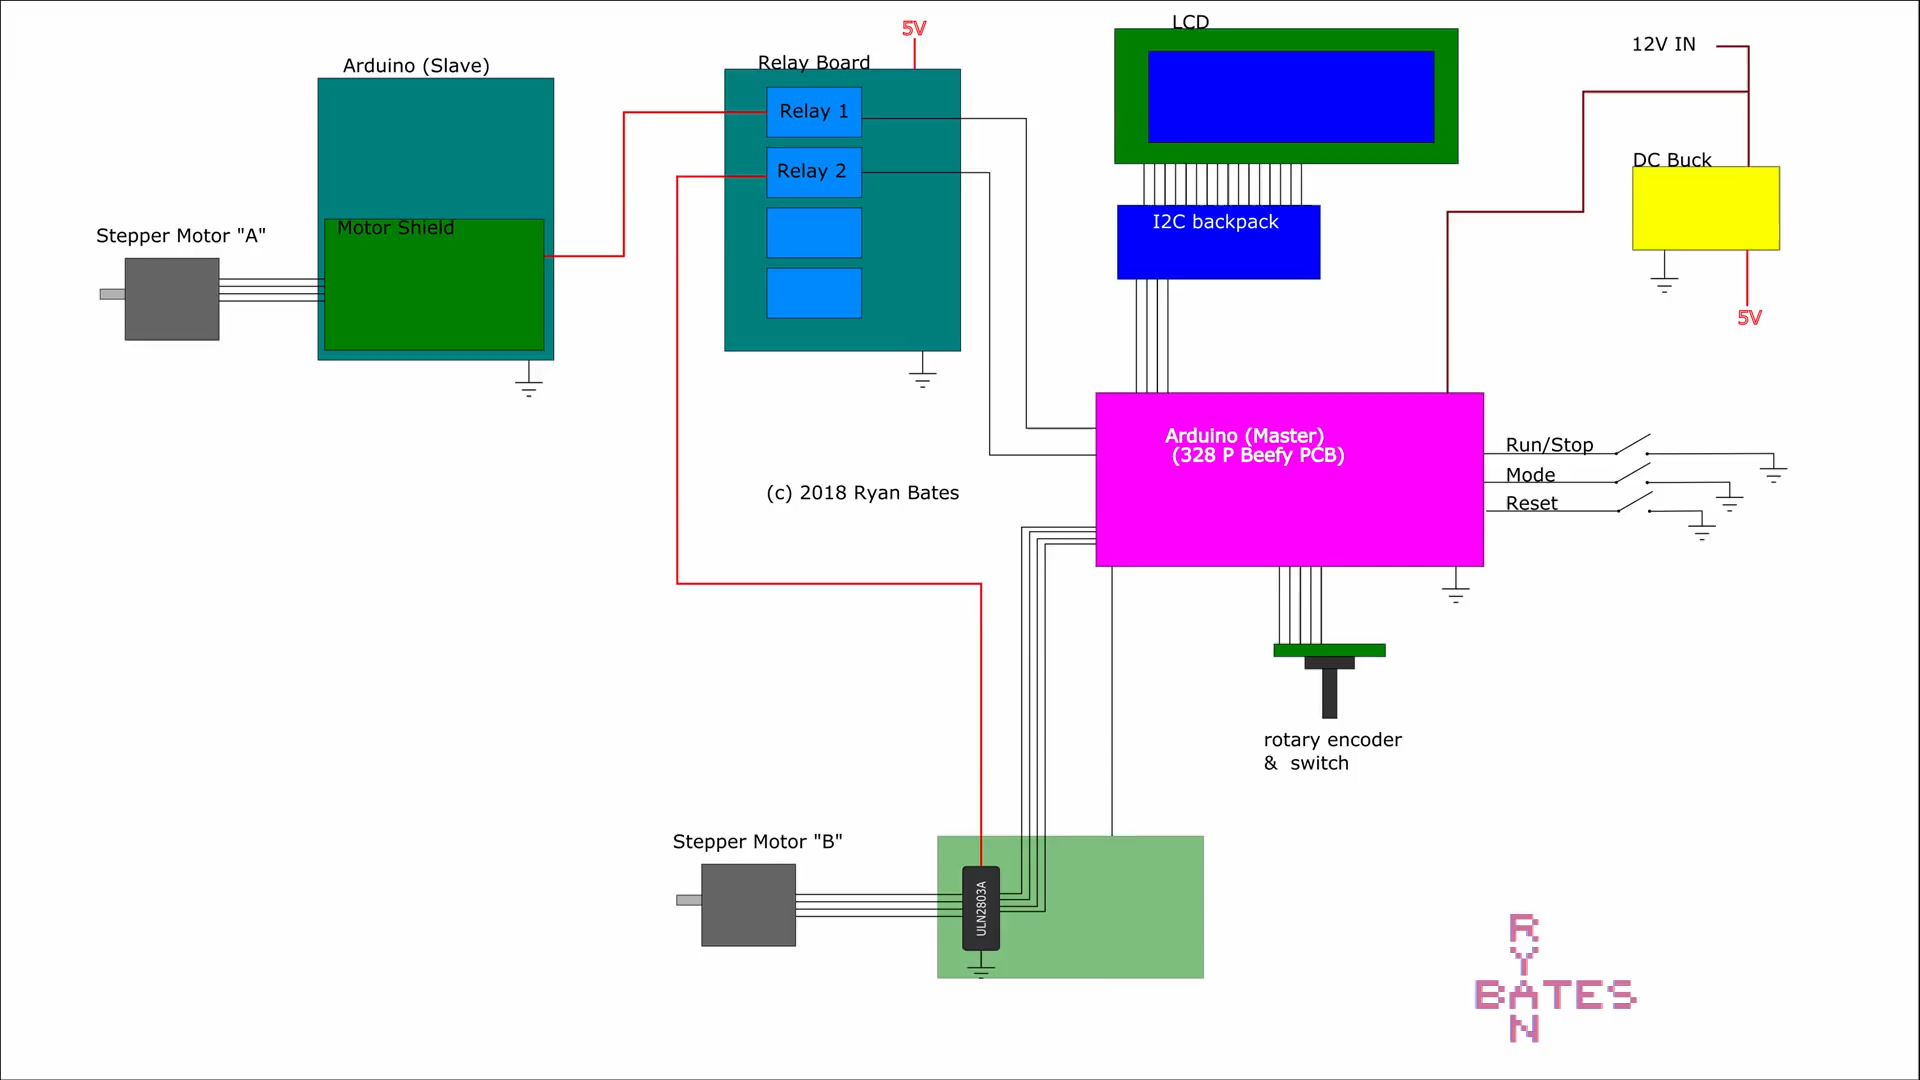 5V
LCD
12V IN
Arduino (Slave)
Relay Board
Relay 1
DC Buck
Relay 2
I2C backpack
Motor Shield
Stepper Motor "A"
5V
Arduino (Master)
(328 P Beefy PCB)
Run/Stop
Mode
(c) 2018 Ryan Bates
Reset
rotary encoder
&  switch
Stepper Motor "B"
ULN2803A
RYAN
BATES